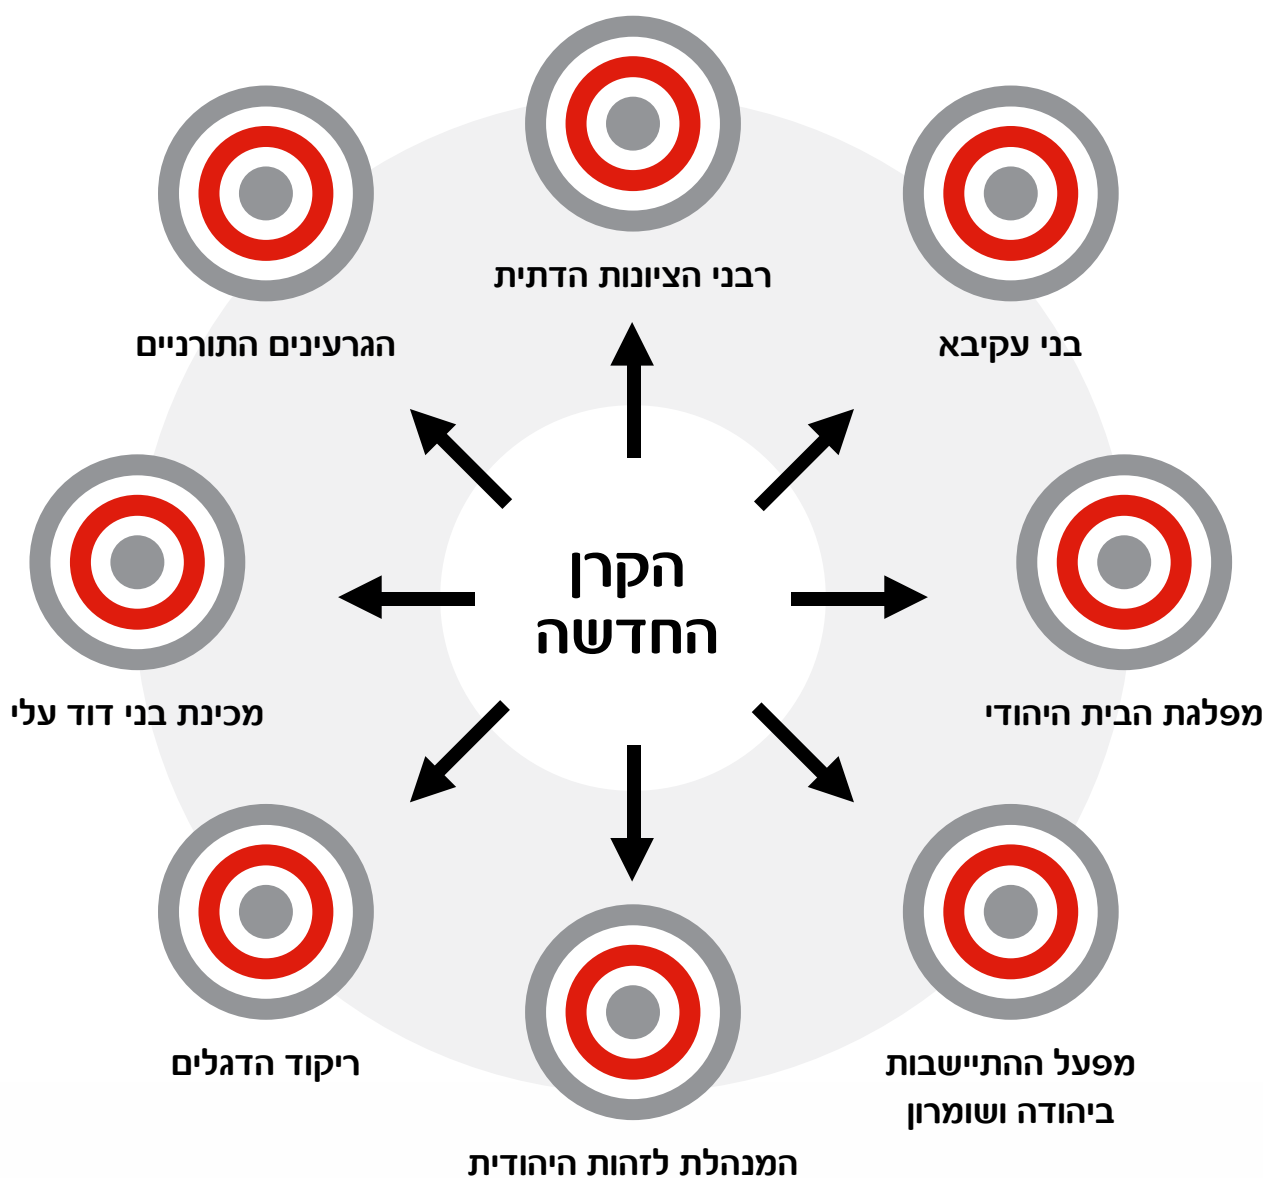 רבני הציונות הדתית
הגרעינים התורניים
בני עקיבא
הקרן
החדשה
מכינת בני דוד עלי
מפלגת הבית היהודי
ריקוד הדגלים
מפעל ההתיישבות
ביהודה ושומרון
המנהלת לזהות היהודית